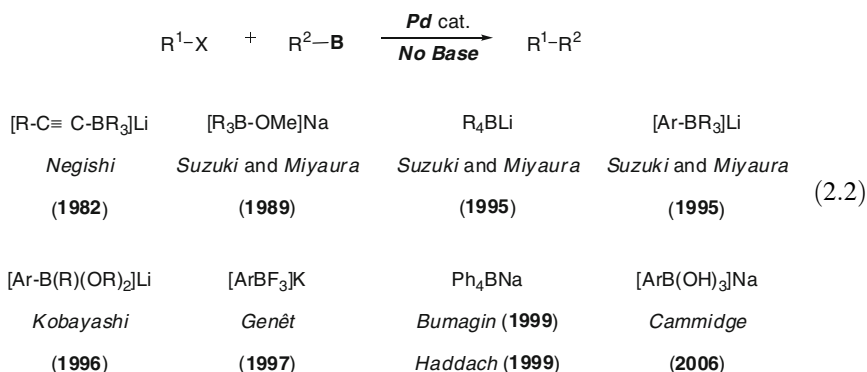 Pd cat.
R¹–X + R²–B → R¹–R²
No Base
[R-C≡ C-BR₃]Li [R₃B-OMe]Na R₄BLi [Ar-BR₃]Li
Negishi Suzuki and Miyaura Suzuki and Miyaura Suzuki and Miyaura
(2.2)
(1982) (1989) (1995) (1995)
[Ar-B(R)(OR)₂]Li [ArBF₃]K Ph₄BNa [ArB(OH)₃]Na
Kobayashi Genêt Bumagin (1999) Cammidge
(1996) (1997) Haddach (1999) (2006)